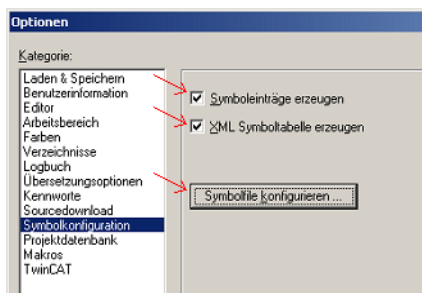 Optionen
Kategorie:
Laden & Speichern
Benutzerinformation
Editor
Arbeitsbereich
Farben
Verzeichnisse
Logbuch
Übersetzungsoptionen
Kennworte
Sourcedownload
Symbolkonfiguration
Projektdatenbank
Makros
TwinCAT
Symboleinträge erzeugen
XML Symboltabelle erzeugen
Symbolfile konfigurieren ...